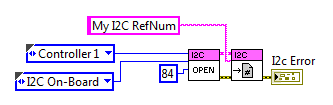 My I2C RefNum
Controller 1
I2C
I2C
I2c Error
84
OPEN
#
I2C On-Board